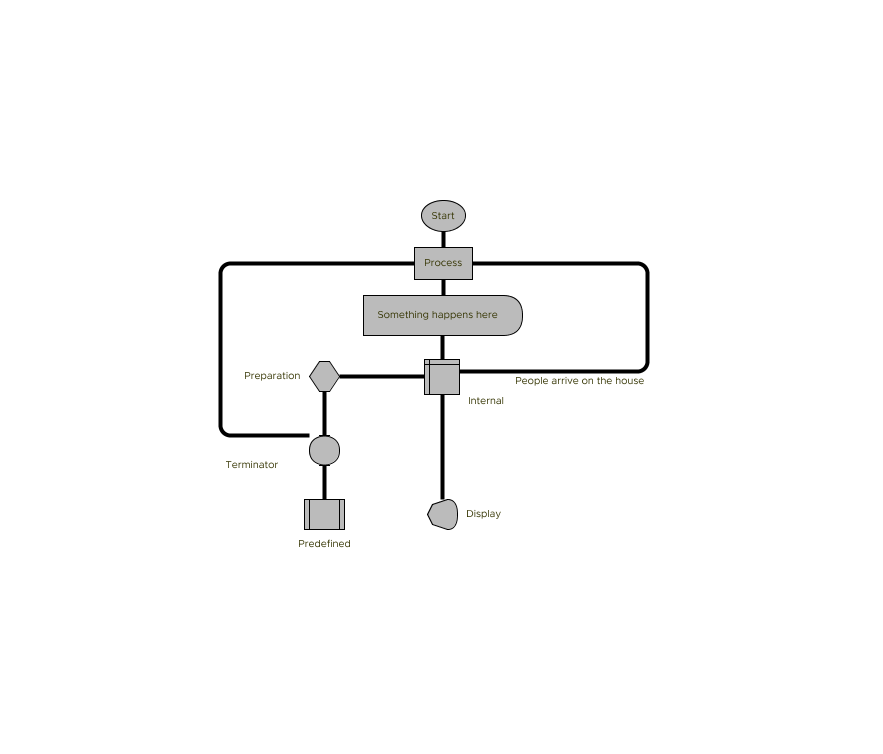 Start
Process
Something happens here
Preparation
People arrive on the house
Internal
Terminator
Display
Predefined